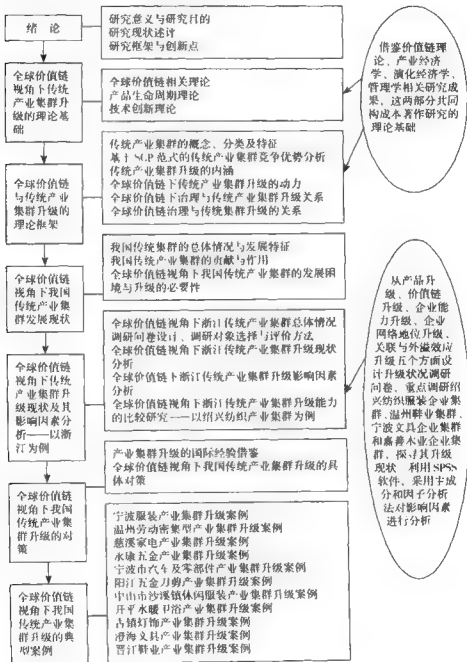 绪 论
研究意义与研究目的
研究现状述评
研究框架与创新点
全球价值链
视角下传统
产业集群升
级的理论基
础
全球价值链相关理论
产品生命周期理论
技术创新理论
借鉴价值链理
论、产业经济
学、演化经济学、
管理学相关研究成
果，这两部分共同
构成本著作研究的
理论基础
全球价值链
与传统产业
集群升级的
理论框架
传统产业集群的概念、分类及特征
基于SCP范式的传统产业集群竞争优势分析
传统产业集群升级的内涵
全球价值链下传统产业集群升级的动力
全球价值链下治理与传统产业集群升级关系
全球价值链治理与传统集群升级的关系
全球价值链
视角下我国
传统产业集
群发展现状
我国传统集群的总体情况与发展特征
我国传统产业集群的贡献与作用
全球价值链视角下我国传统产业集群的发展
困境与升级的必要性
全球价值链
视角下传统
产业集群升
级现状及其
影响因素
分析——以浙
江为例
全球价值链视角下浙江传统产业集群总体情况
调研问卷设计、调研对象选择与评价方法
全球价值链视角下浙江传统产业集群升级现状
分析
全球价值链下浙江传统产业集群升级影响因素
分析
全球价值链视角下浙江传统产业集群升级能力
的比较研究——以绍兴纺织产业集群为例
从产品升
级、价值链
升级、企业能
力升级、企业
网络地位升级、
关联与外溢效应
升级五个方面设
计升级状况调研
问卷、重点调研绍
兴纺织服装企业集
群、温州鞋业集群、
宁波文具企业集群
和嘉善木业企业集
群，探寻其升级
现状 利用SPSS
软件、采用主成
分和因子分析
法对影响因素
进行分析
全球价值链
视角下我国
传统产业集
群升级的对
策
产业集群升级的国际经验借鉴
全球价值链视角下我国传统产业集群升级的具
体对策
全球价值链
视角下我国
传统产业集
群升级的典
型案例
宁波服装产业集群升级案例
温州劳动密集型产业集群升级案例
慈溪家电产业集群升级案例
永康五金产业集群升级案例
宁波市汽车及零部件产业集群升级案例
阳江五金刀剪产业集群升级案例
中山市沙溪镇休闲服装产业集群升级案例
开平水暖卫浴产业集群升级案例
古镇灯饰产业集群升级案例
澄海文具产业集群升级案例
晋江鞋业产业集群升级案例